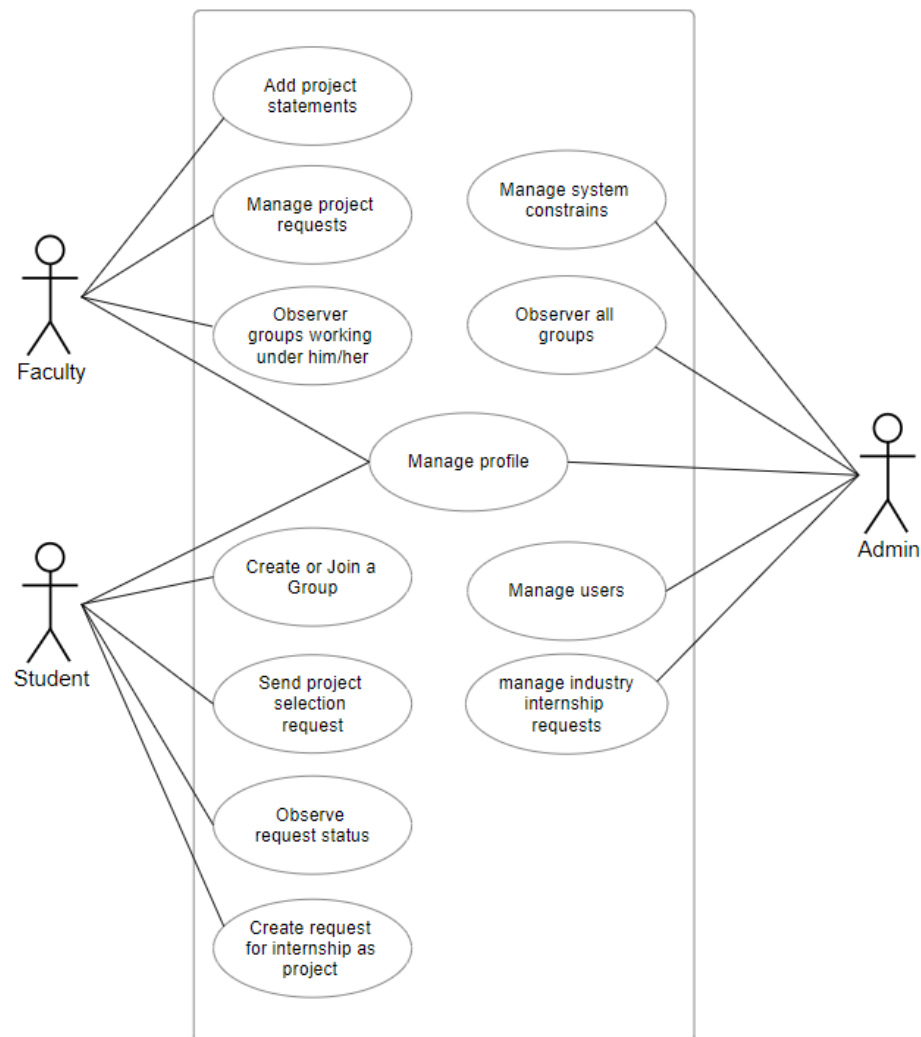 Add project
statements
Manage project
requests
Manage system
constrains
Observer
groups working
under him/her
Observer all
groups
Faculty
Manage profile
Admin
Create or Join a
Group
Manage users
Student
Send project
selection
request
manage industry
internship
requests
Observe
request status
Create request
for internship as
project